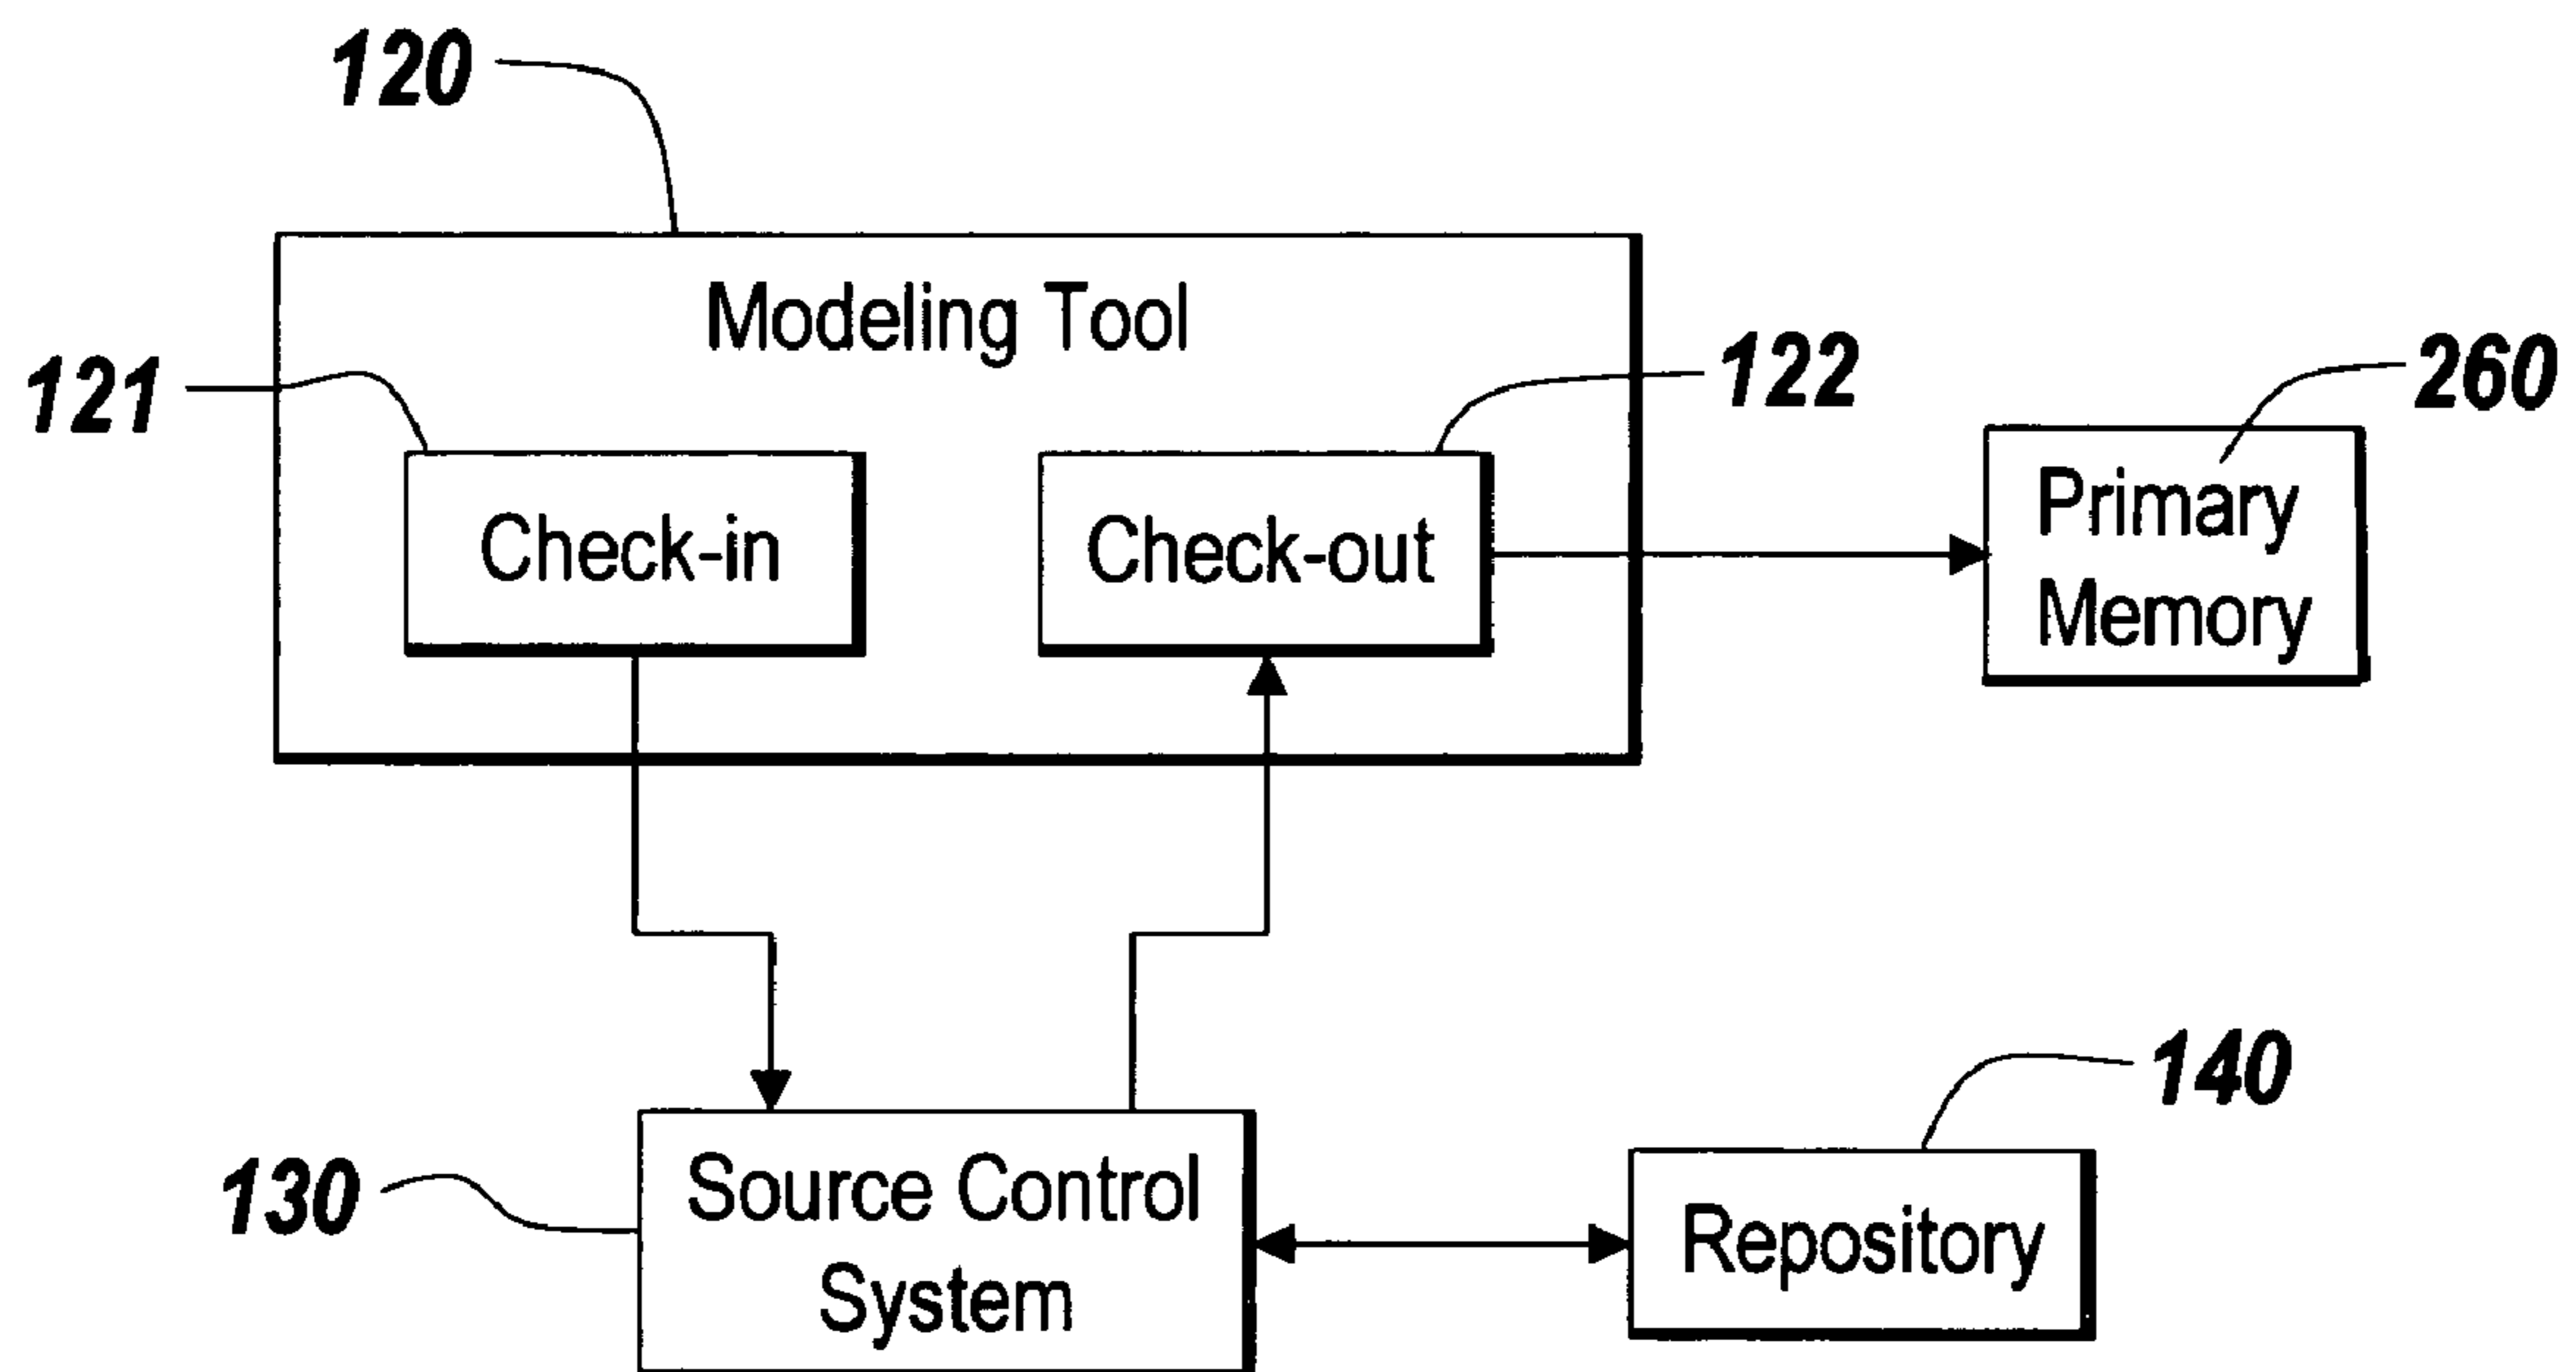 120
Modeling Tool
121
122
260
Check-in
Check-out
Primary
Memory
140
130
Source Control
System
Repository